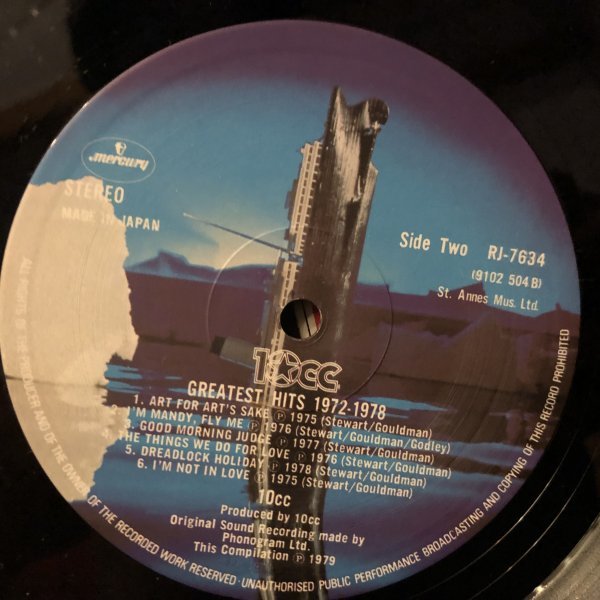 mercury
STEREO
MADE IN JAPAN
Side Two RJ-7634
(9102 504 B)
St. Annes Mus. Ltd.
10cc
GREATEST HITS 1972-1978
1. ART FOR ART'S SAKE Ⓟ 1975 (Stewart/Gouldman)
2. I'M MANDY, FLY ME Ⓟ 1976 (Stewart/Gouldman/Godley)
3. GOOD MORNING JUDGE Ⓟ 1977 (Stewart/Gouldman)
THE THINGS WE DO FOR LOVE Ⓟ 1976 (Stewart/Gouldman)
5. DREADLOCK HOLIDAY Ⓟ 1978 (Stewart/Gouldman)
6. I'M NOT IN LOVE Ⓟ 1975 (Stewart/Gouldman)
10cc
Produced by 10cc
Original Sound Recording made by
Phonogram Ltd.
This Compilation Ⓟ 1979
ALL RIGHTS OF THE PRODUCER AND OF THE OWNER OF THE RECORDED WORK RESERVED·UNAUTHORISED PUBLIC PERFORMANCE BROADCASTING AND COPYING OF THIS RECORD PROHIBITED